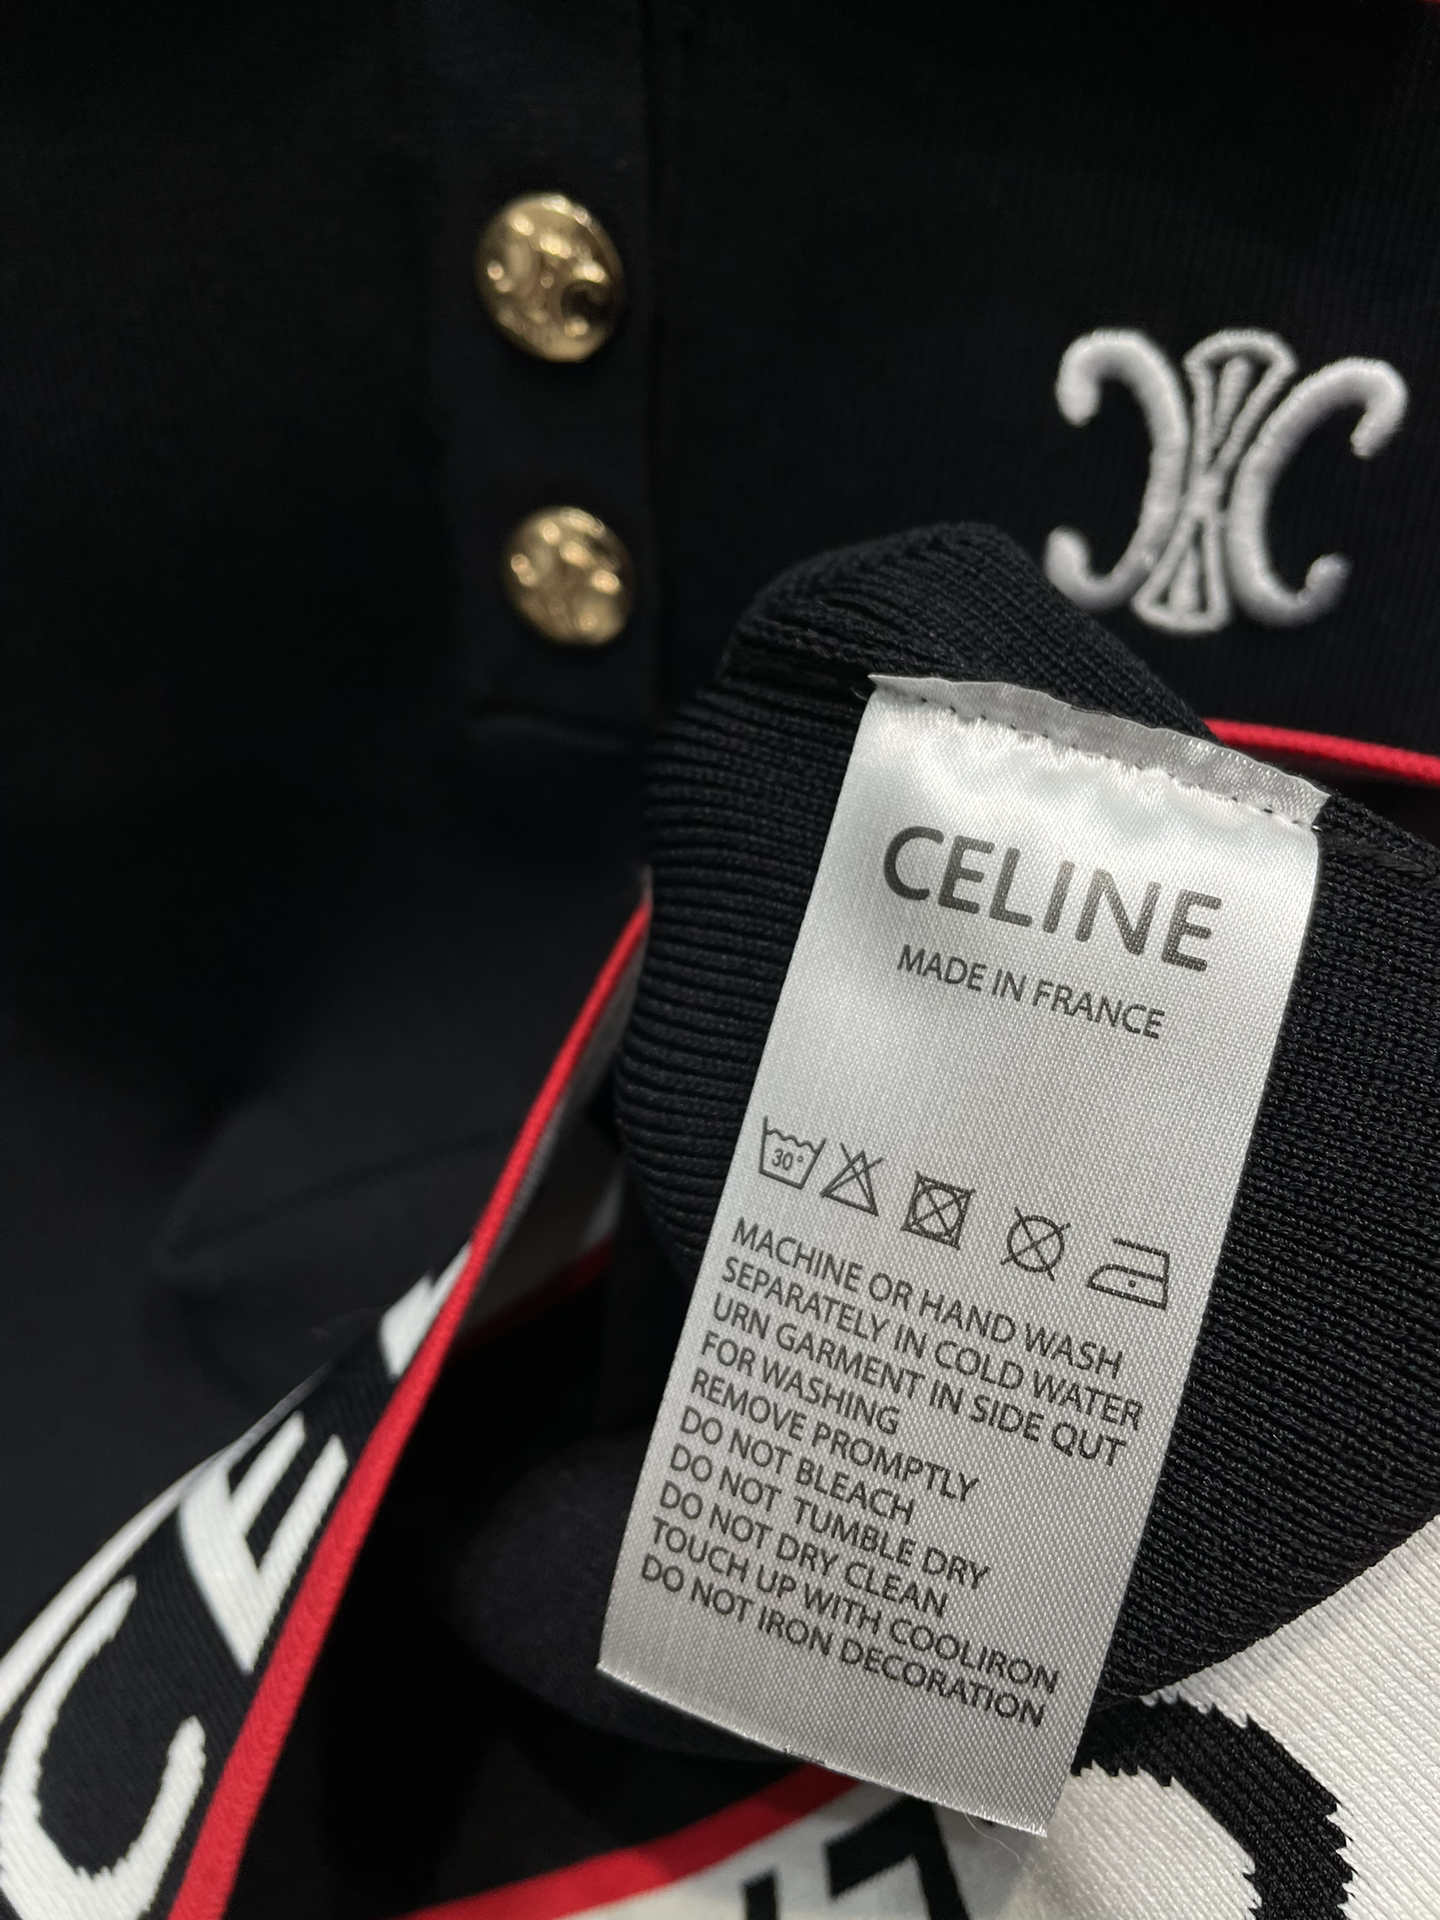 CELINE
MADE IN FRANCE
30°
MACHINE OR HAND WASH
SEPARATELY IN COLD WATER
URN GARMENT IN SIDE QUT
FOR WASHING
REMOVE PROMPTLY
DO NOT BLEACH
DO NOT TUMBLE DRY
DO NOT DRY CLEAN
TOUCH UP WITH COOLIRON
DO NOT IRON DECORATION
CE